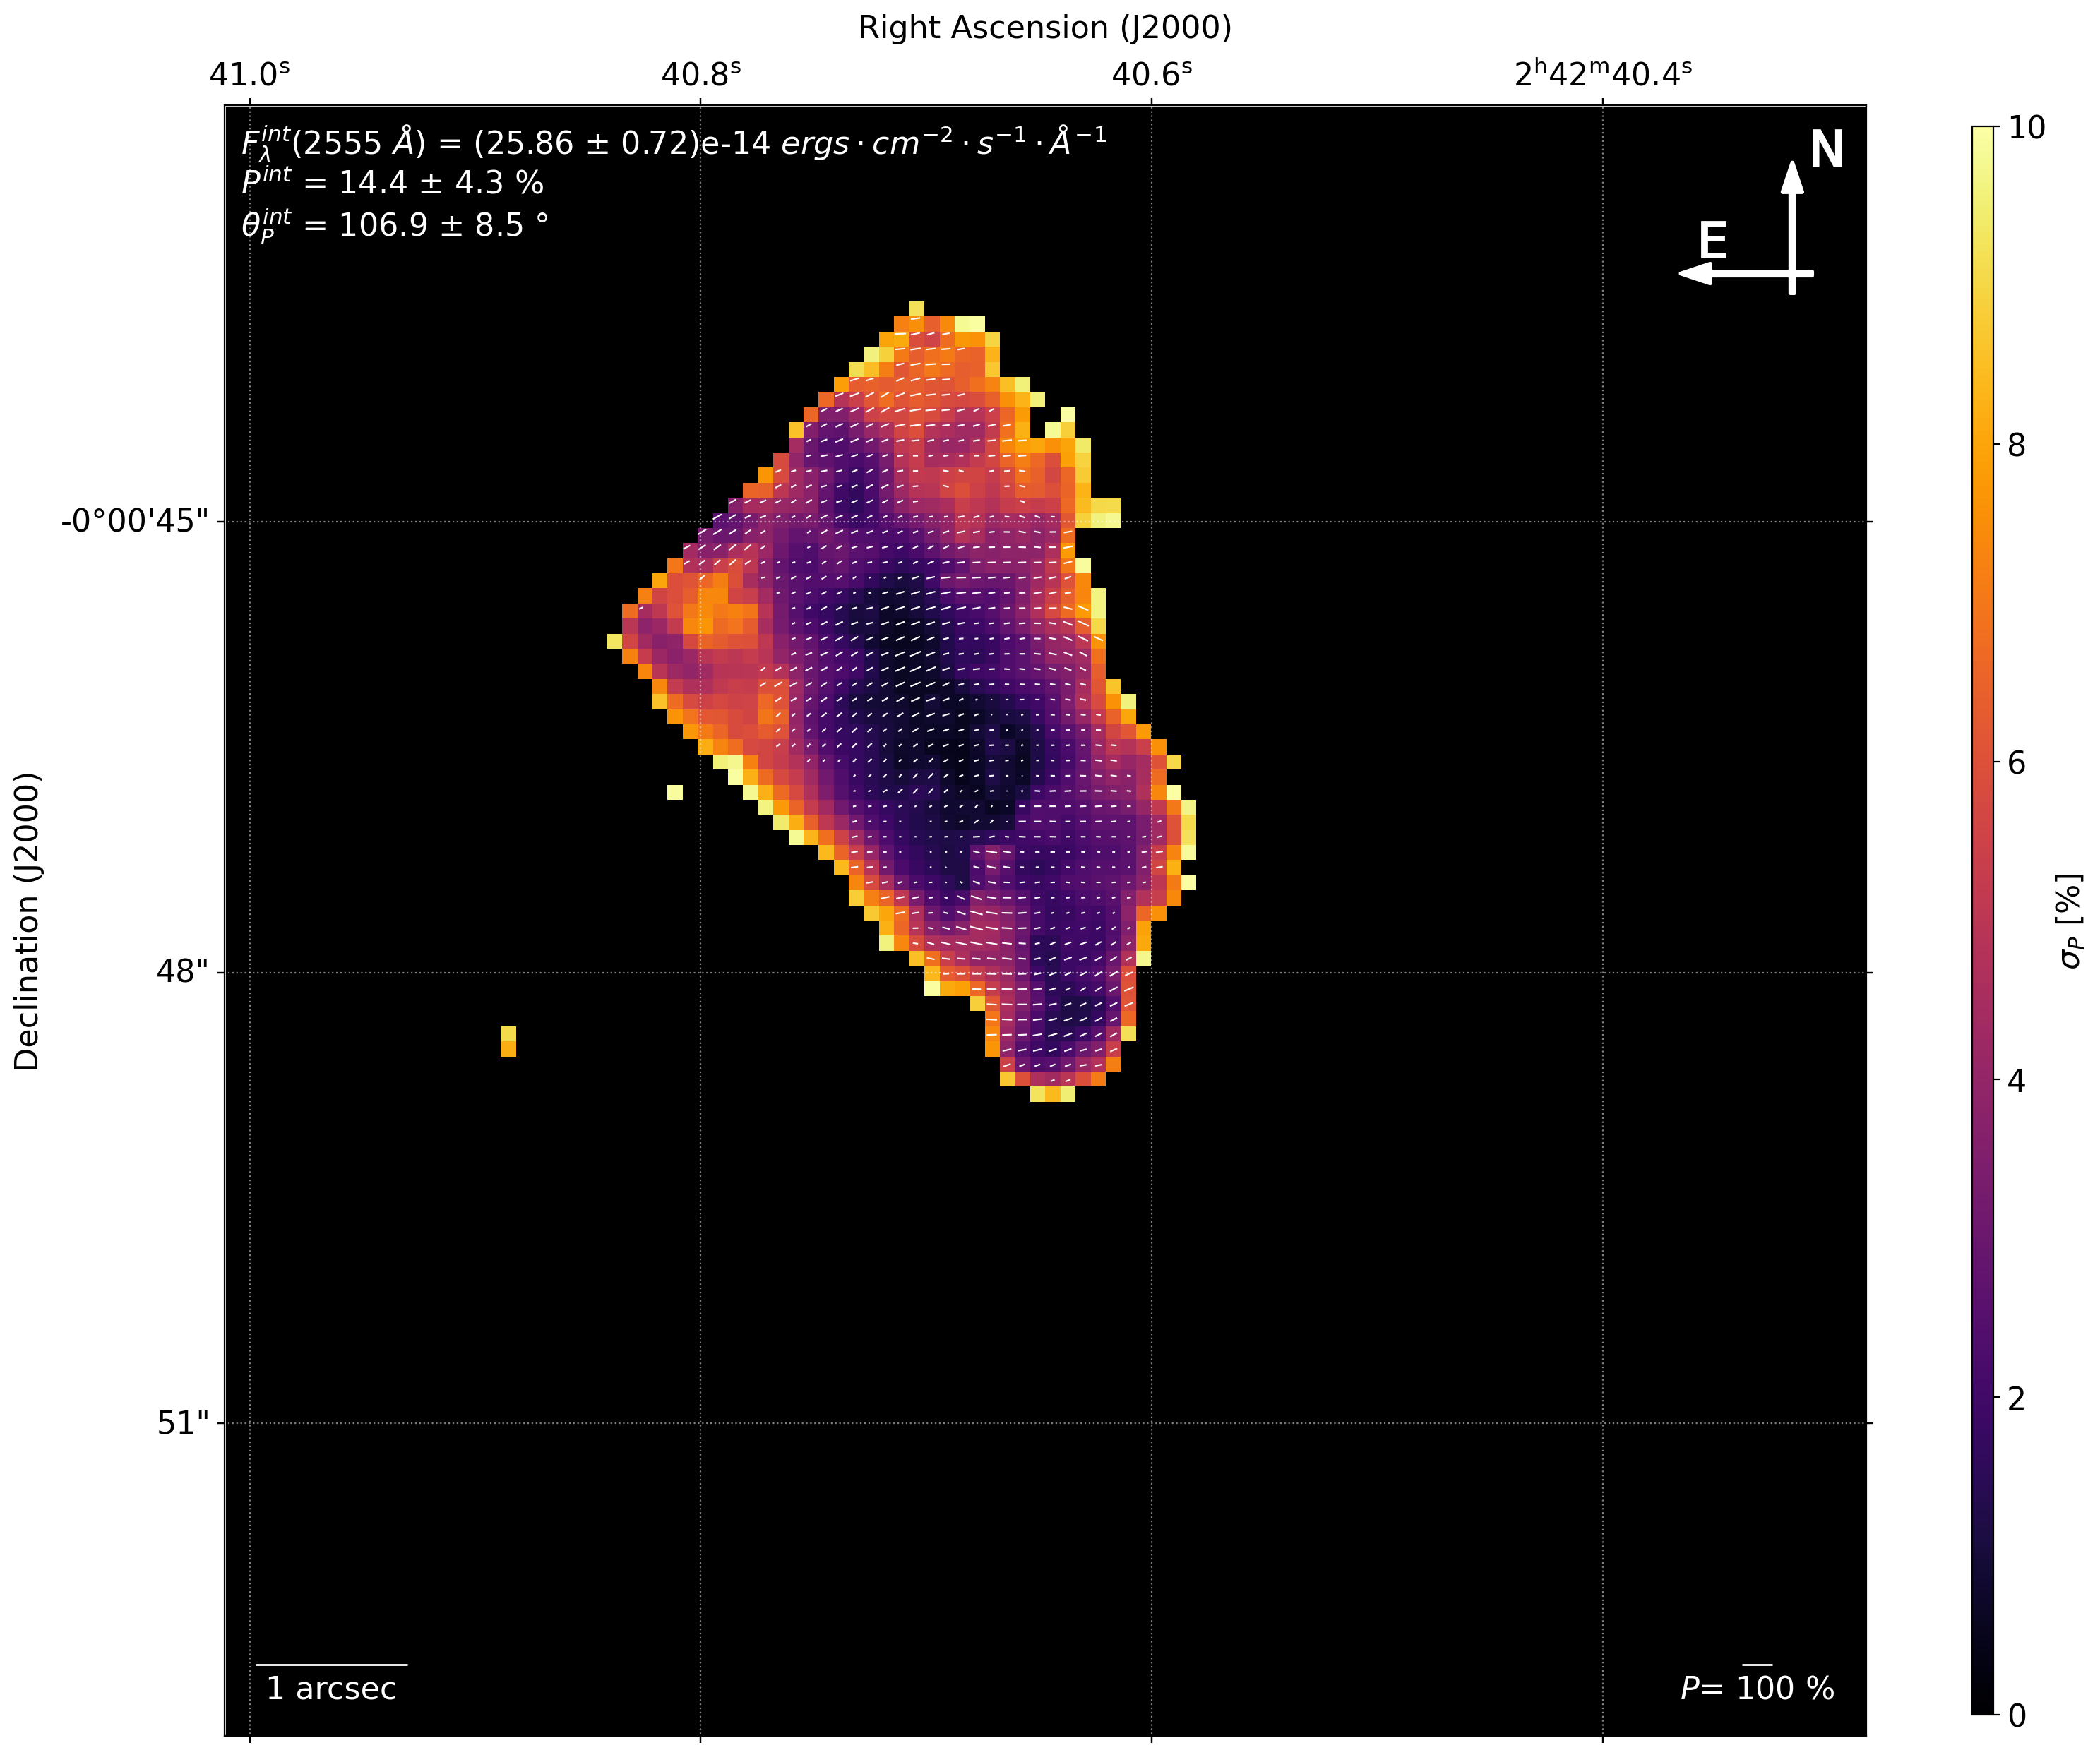 Right Ascension (J2000)
41.0ˢ 40.8ˢ 40.6ˢ 2ʰ42ᵐ40.4ˢ
F_λ^int(2555 Å) = (25.86 ± 0.72)e-14 ergs · cm⁻² · s⁻¹ · Å⁻¹
P^int = 14.4 ± 4.3 %
θ_P^int = 106.9 ± 8.5 °
N
E
-0°00'45"
48"
51"
Declination (J2000)
1 arcsec
P= 100 %
10
8
6
4
2
0
σ_P [%]